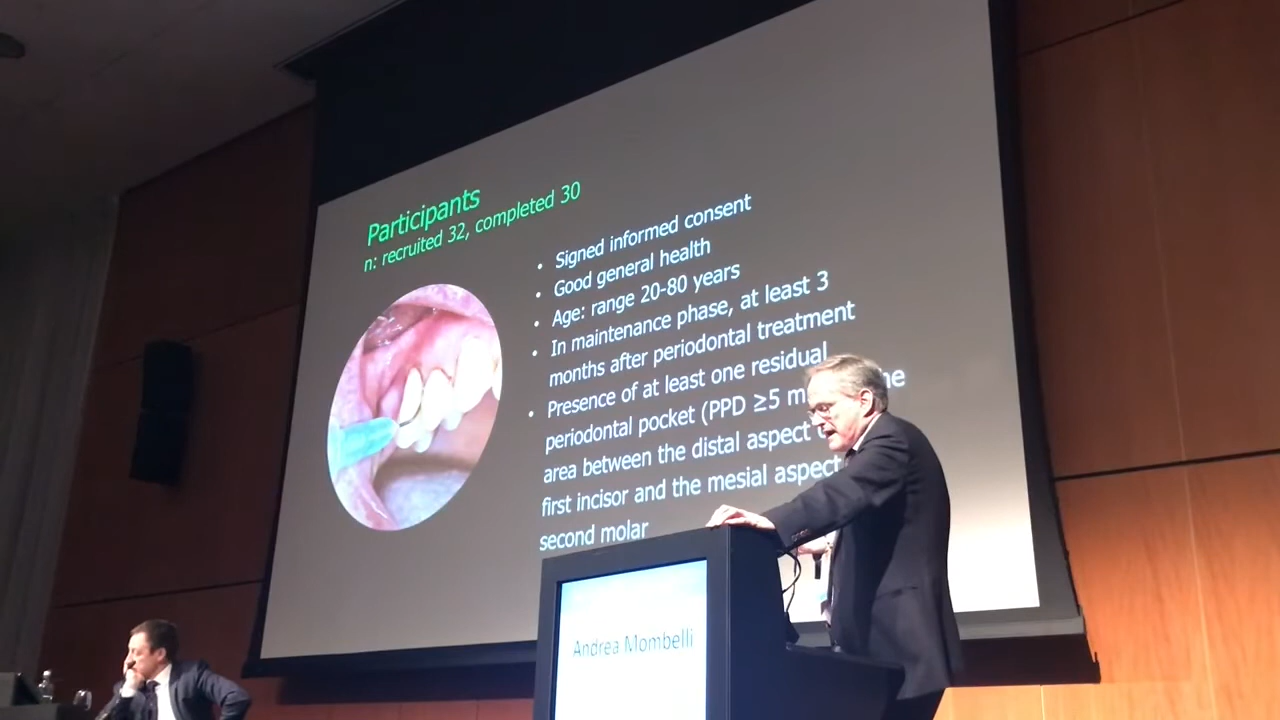 Participants
n: recruited 32, completed 30
• Signed informed consent
• Good general health
• Age: range 20-80 years
• In maintenance phase, at least 3
months after periodontal treatment
• Presence of at least one residual
periodontal pocket (PPD ≥5
area between the distal aspect
first incisor and the mesial aspect
second molar
Andrea Mombelli